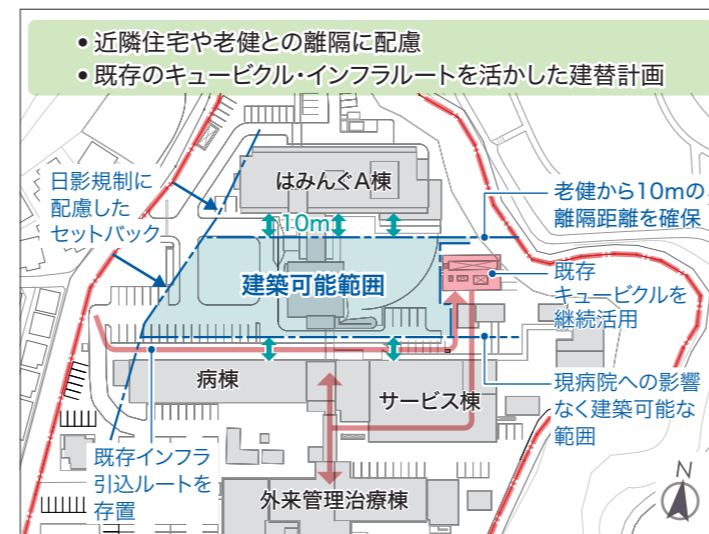 • 近隣住宅や老健との離隔に配慮
• 既存のキュービクル・インフラルートを活かした建替計画
日影規制に
配慮した
セットバック
はみんぐA棟
10m
老健から10mの
離隔距離を確保
建築可能範囲
既存
キュービクルを
継続活用
病棟
サービス棟
現病院への影響
なく建築可能な
範囲
既存インフラ
引込ルートを
存置
外来管理治療棟
N